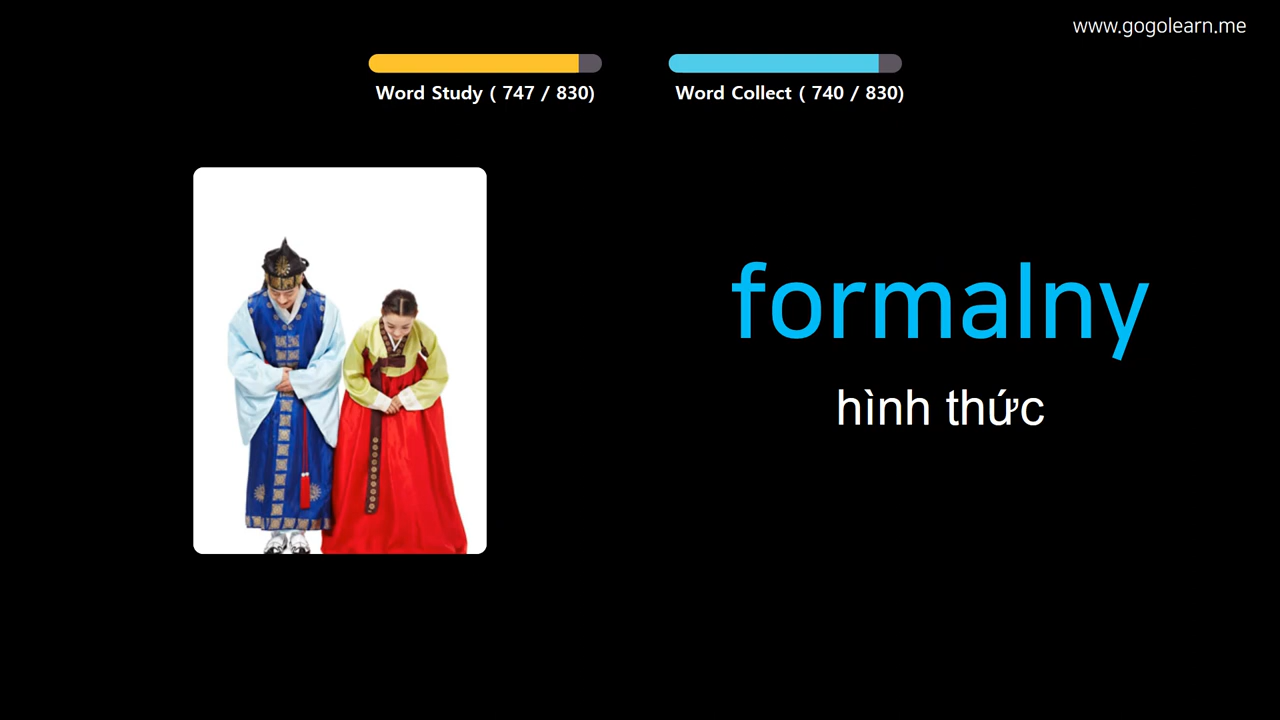 www.gogolearn.me
Word Study ( 747 / 830)
Word Collect ( 740 / 830)
formalny
hình thức